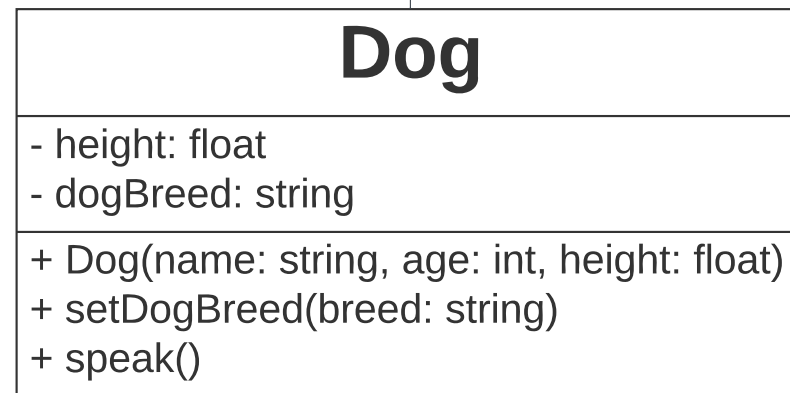 Dog
- height: float
- dogBreed: string
+ Dog(name: string, age: int, height: float)
+ setDogBreed(breed: string)
+ speak()